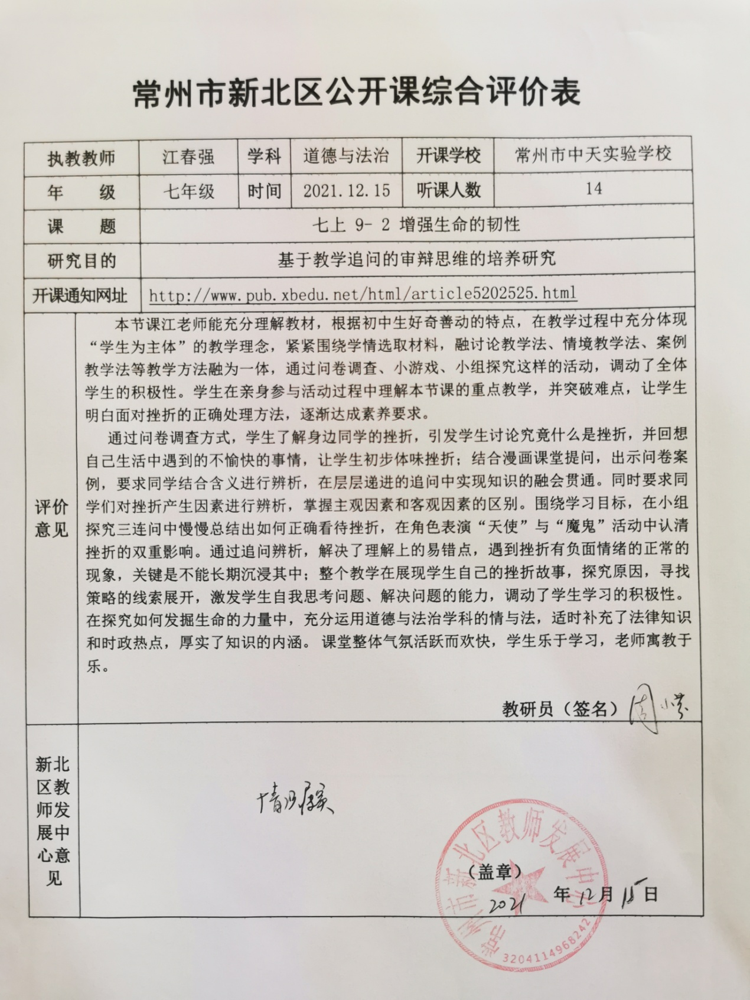 常州市新北区公开课综合评价表
执教教师 江春强 学科 道德与法治 开课学校 常州市中天实验学校
年 级 七年级 时间 2021.12.15 听课人数 14
课 题 七上 9- 2 增强生命的韧性
研究目的 基于教学追问的审辩思维的培养研究
开课通知网址 http://www.pub.xbedu.net/html/article5202525.html
评价
意见
本节课江老师能充分理解教材，根据初中生好奇善动的特点，在教学过程中充分体现
“学生为主体”的教学理念，紧紧围绕学情选取材料，融讨论教学法、情境教学法、案例
教学法等教学方法融为一体，通过问卷调查、小游戏、小组探究这样的活动，调动了全体
学生的积极性。学生在亲身参与活动过程中理解本节课的重点教学，并突破难点，让学生
明白面对挫折的正确处理方法，逐渐达成素养要求。
通过问卷调查方式，学生了解身边同学的挫折，引发学生讨论究竟什么是挫折，并回想
自己生活中遇到的不愉快的事情，让学生初步体味挫折；结合漫画课堂提问，出示问卷案
例，要求同学结合含义进行辨析，在层层递进的追问中实现知识的融会贯通。同时要求同
学们对挫折产生因素进行辨析，掌握主观因素和客观因素的区别。围绕学习目标，在小组
探究三连问中慢慢总结出如何正确看待挫折，在角色表演“天使”与“魔鬼”活动中认清
挫折的双重影响。通过追问辨析，解决了理解上的易错点，遇到挫折有负面情绪的正常的
现象，关键是不能长期沉浸其中；整个教学在展现学生自己的挫折故事，探究原因，寻找
策略的线索展开，激发学生自我思考问题、解决问题的能力，调动了学生学习的积极性。
在探究如何发掘生命的力量中，充分运用道德与法治学科的情与法，适时补充了法律知识
和时政热点，厚实了知识的内涵。 课堂整体气氛活跃而欢快，学生乐于学习，老师寓教于
乐。
教研员（签名）周小芬
新北
区教
师发
展中
心意
见
情况属实
（盖章）
2021 年 12 月 15 日
常州市新北区教师发展中心
3204114968242